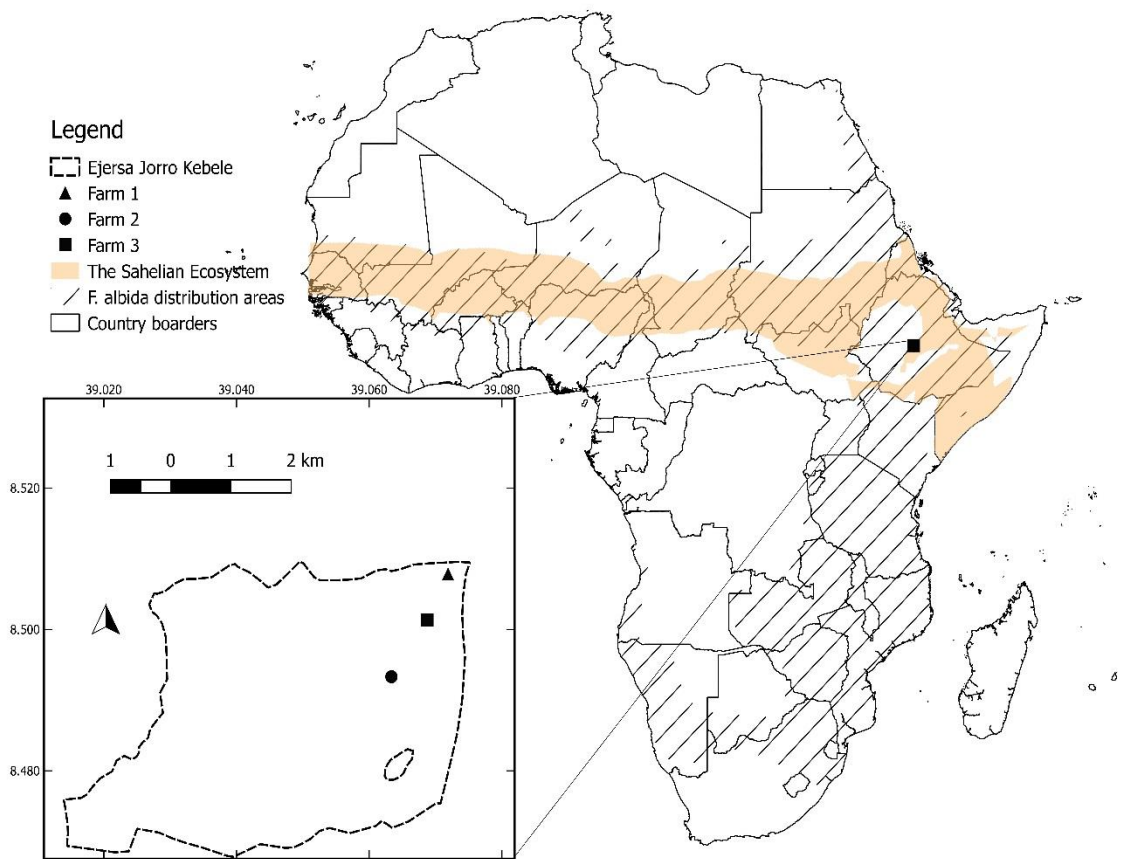 Legend
Ejersa Jorro Kebele
Farm 1
Farm 2
Farm 3
The Sahelian Ecosystem
F. albida distribution areas
Country boarders
39.020 39.040 39.060 39.080
1 0 1 2 km
8.520
8.500
8.480